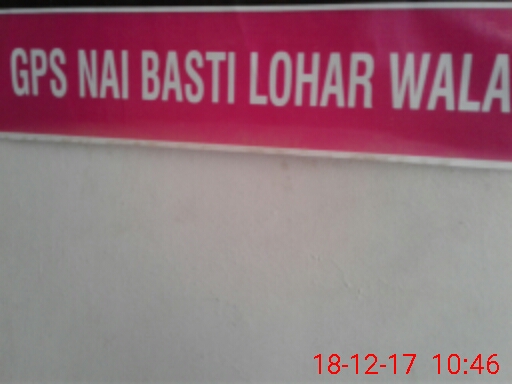 GPS NAI BASTI LOHAR WALA
18-12-17 10:46